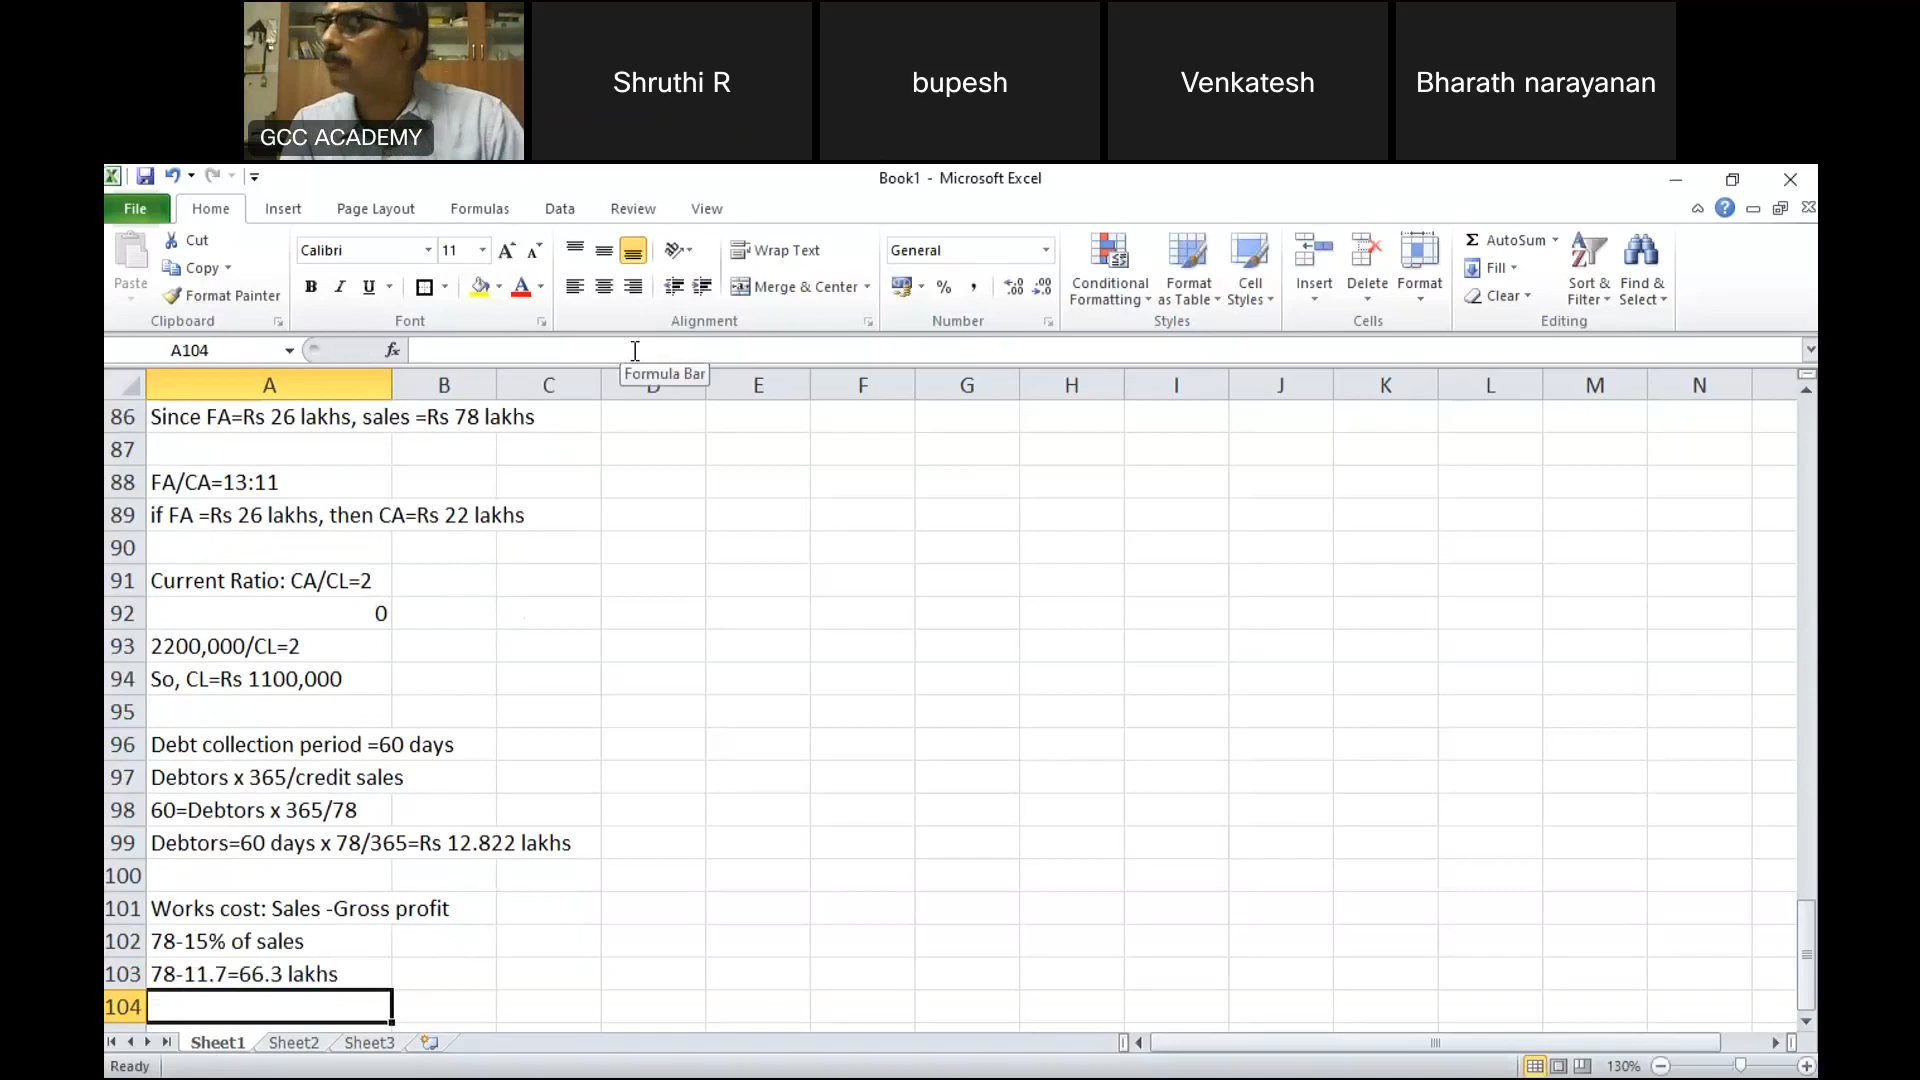 Shruthi R
bupesh
Venkatesh
Bharath narayanan
GCC ACADEMY
Book1 - Microsoft Excel
File
Home
Insert
Page Layout
Formulas
Data
Review
View
Paste
Cut
Copy
Format Painter
Clipboard
Calibri
11
B I U
Font
Wrap Text
Merge & Center
Alignment
General
Number
Conditional Formatting
Format as Table
Cell Styles
Styles
Insert
Delete
Format
Cells
AutoSum
Fill
Clear
Sort & Filter
Find & Select
Editing
A104
fx
Formula Bar
A B C D E F G H I J K L M N
86 Since FA=Rs 26 lakhs, sales =Rs 78 lakhs
87
88 FA/CA=13:11
89 if FA =Rs 26 lakhs, then CA=Rs 22 lakhs
90
91 Current Ratio: CA/CL=2
92 0
93 2200,000/CL=2
94 So, CL=Rs 1100,000
95
96 Debt collection period =60 days
97 Debtors x 365/credit sales
98 60=Debtors x 365/78
99 Debtors=60 days x 78/365=Rs 12.822 lakhs
100
101 Works cost: Sales -Gross profit
102 78-15% of sales
103 78-11.7=66.3 lakhs
104
Sheet1
Sheet2
Sheet3
Ready
130%